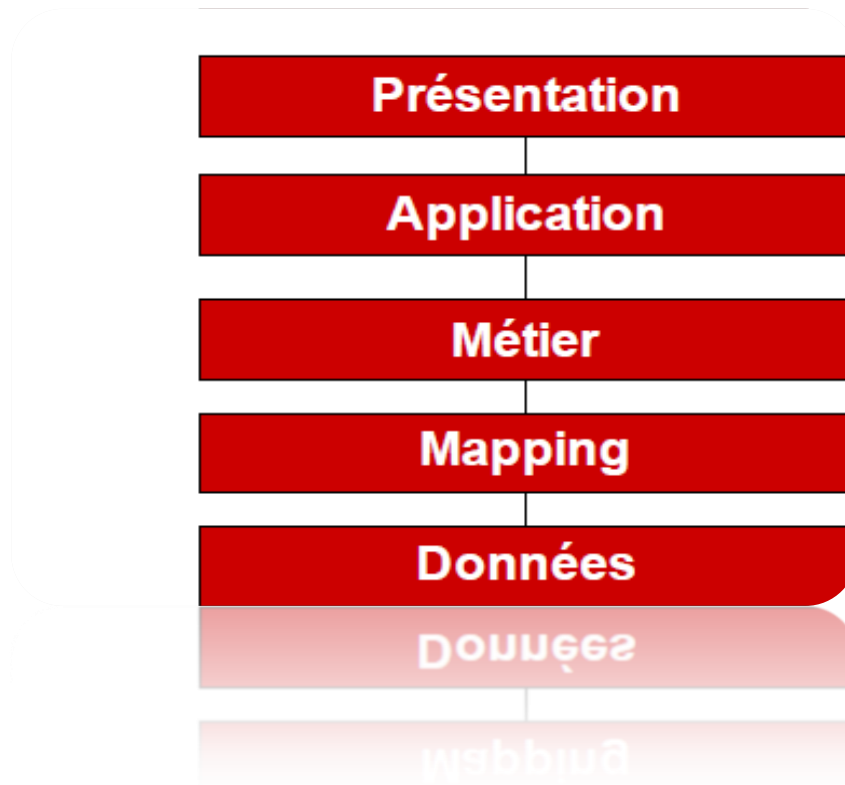 Présentation
Application
Métier
Mapping
Données